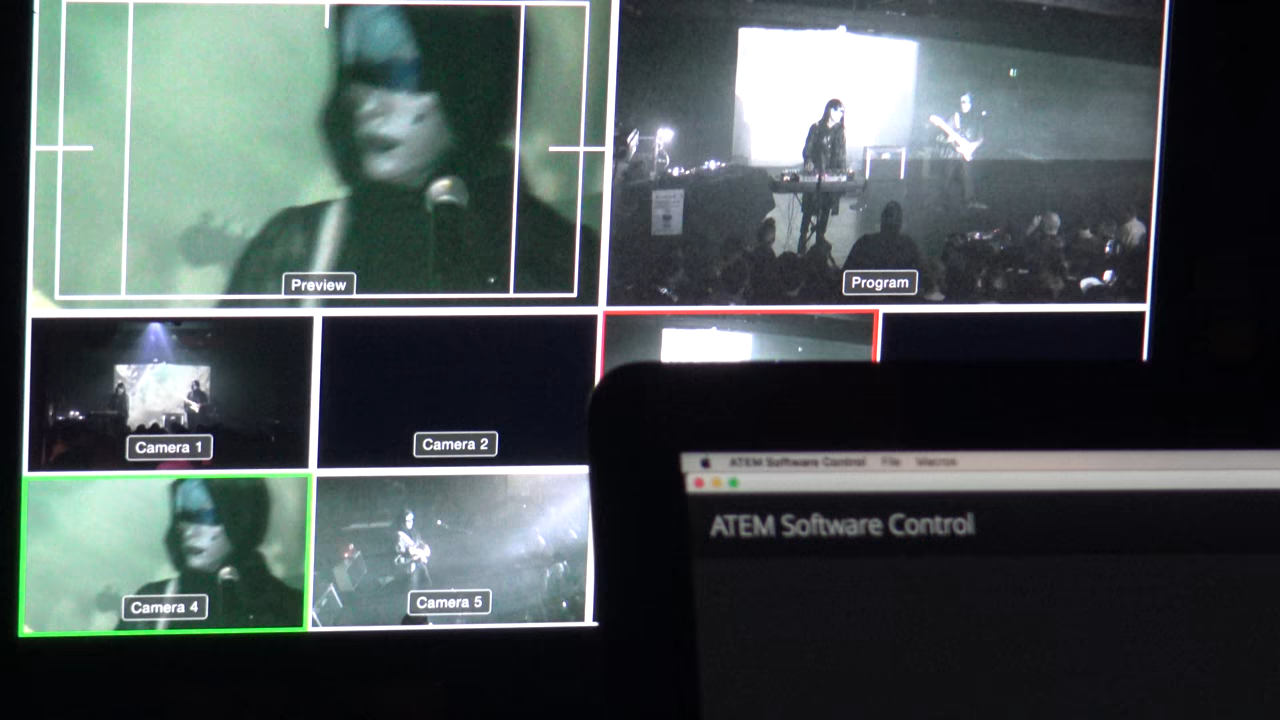 Preview
Program
Camera 1
Camera 2
Camera 4
Camera 5
ATEM Software Control File Macros
ATEM Software Control